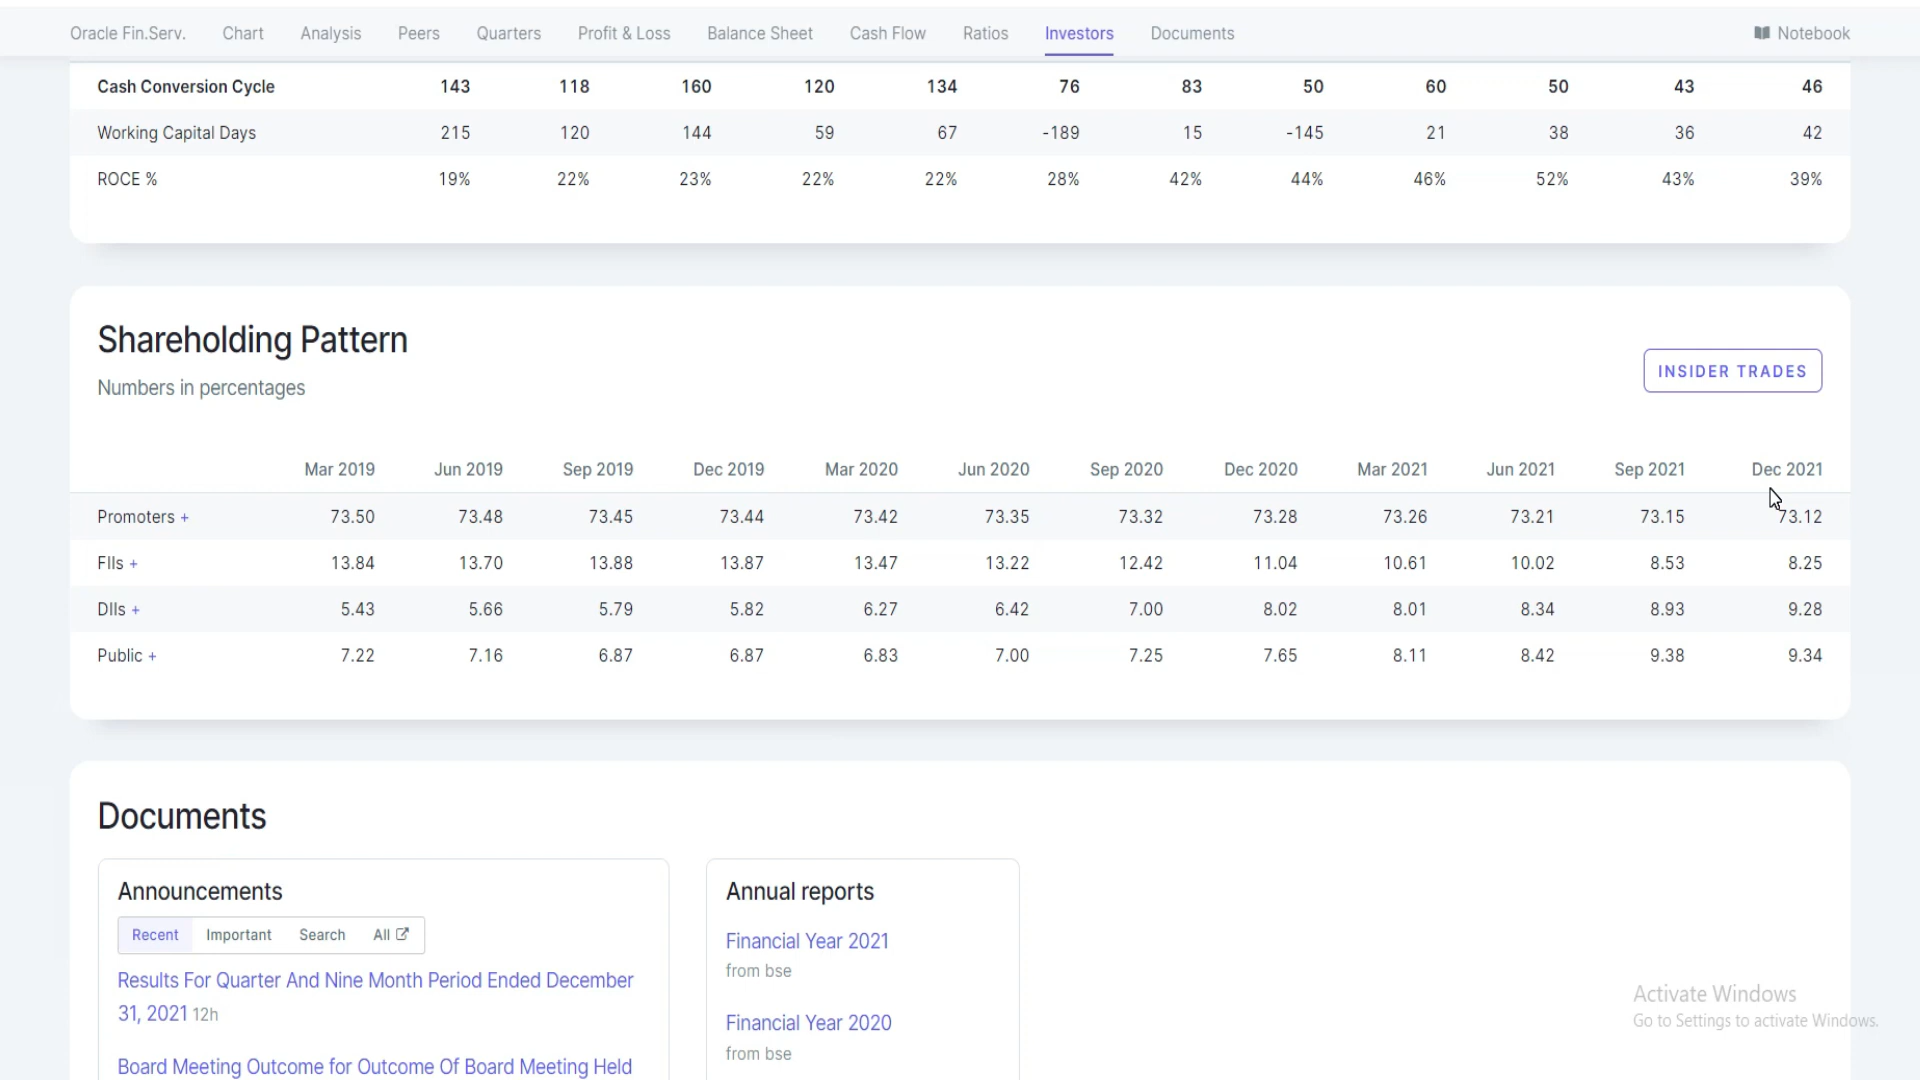 Oracle Fin.Serv. Chart Analysis Peers Quarters Profit & Loss Balance Sheet Cash Flow Ratios Investors Documents Notebook
Cash Conversion Cycle 143 118 160 120 134 76 83 50 60 50 43 46
Working Capital Days 215 120 144 59 67 -189 15 -145 21 38 36 42
ROCE % 19% 22% 23% 22% 22% 28% 42% 44% 46% 52% 43% 39%
Shareholding Pattern
Numbers in percentages
INSIDER TRADES
Mar 2019 Jun 2019 Sep 2019 Dec 2019 Mar 2020 Jun 2020 Sep 2020 Dec 2020 Mar 2021 Jun 2021 Sep 2021 Dec 2021
Promoters + 73.50 73.48 73.45 73.44 73.42 73.35 73.32 73.28 73.26 73.21 73.15 73.12
FIIs + 13.84 13.70 13.88 13.87 13.47 13.22 12.42 11.04 10.61 10.02 8.53 8.25
DIIs + 5.43 5.66 5.79 5.82 6.27 6.42 7.00 8.02 8.01 8.34 8.93 9.28
Public + 7.22 7.16 6.87 6.87 6.83 7.00 7.25 7.65 8.11 8.42 9.38 9.34
Documents
Announcements
Recent Important Search All
Results For Quarter And Nine Month Period Ended December
31, 2021 12h
Board Meeting Outcome for Outcome Of Board Meeting Held
Annual reports
Financial Year 2021
from bse
Financial Year 2020
from bse
Activate Windows
Go to Settings to activate Windows.